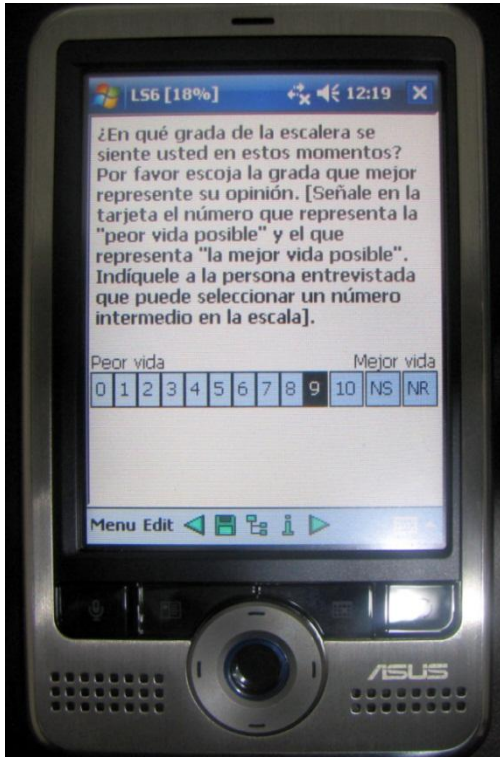 LS6 [18%] 12:19
¿En qué grada de la escalera se
siente usted en estos momentos?
Por favor escoja la grada que mejor
represente su opinión. [Señale en la
tarjeta el número que representa la
"peor vida posible" y el que
representa "la mejor vida posible".
Indíquele a la persona entrevistada
que puede seleccionar un número
intermedio en la escala].
Peor vida Mejor vida
0 1 2 3 4 5 6 7 8 9 10 NS NR
Menu Edit
ASUS